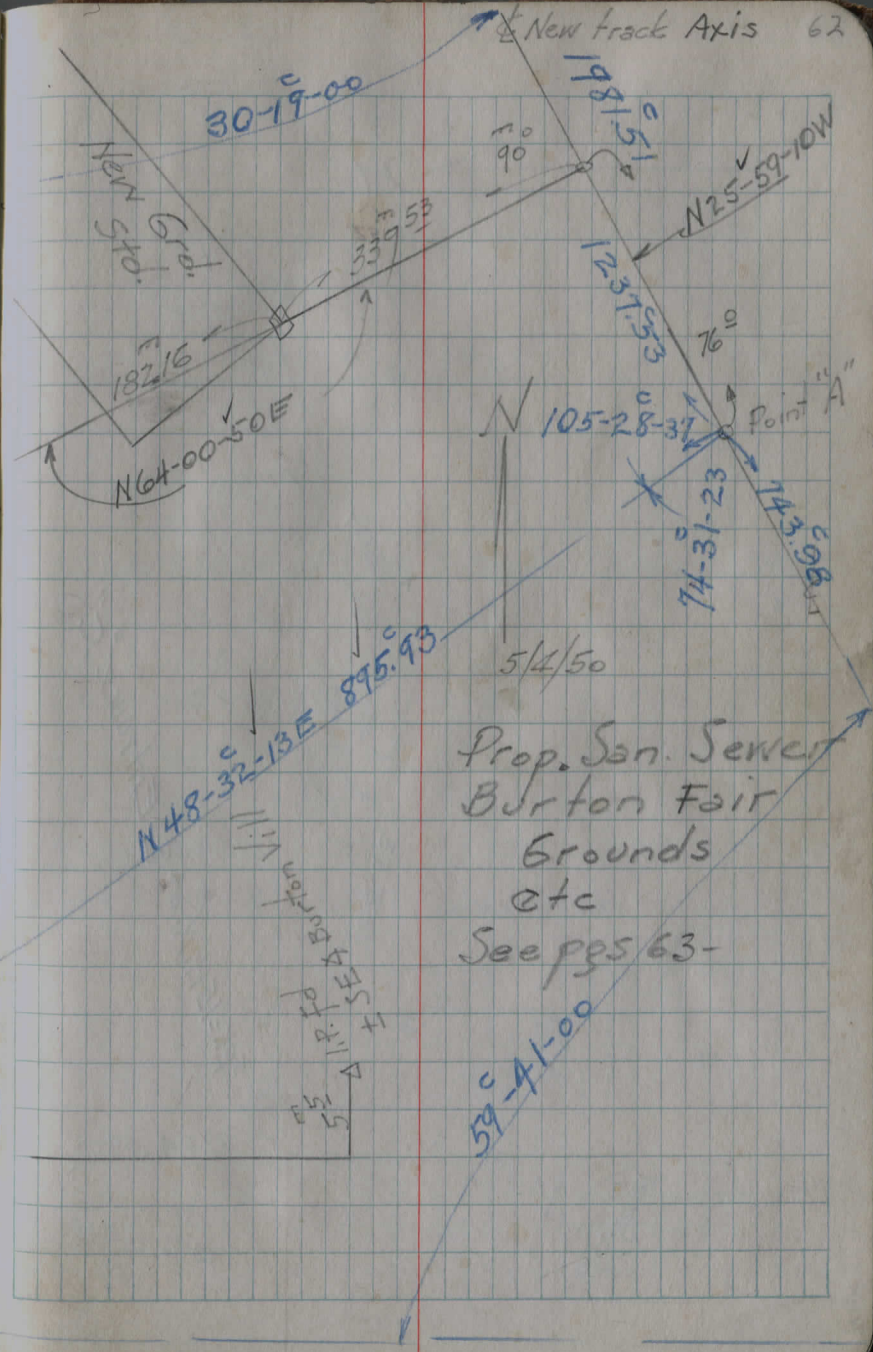 ℄ New track Axis 62
30-19-00
c
1981.51
c
m
90°
N25-59-10W
✓
New Grd.
Std.
m
339.53
1237.53
c
76°
m
182.16
N64-00-50E
✓
N
105-28-37
c
Point "A"
74-31-23
c
743.98
c
5/4/50
895.93
c
N48-32-13E
c
Prop. San. Sewer
Burton Fair
Grounds
etc
See pgs 63-
Vill
I.P. Fd
Burton
59-41-00
c
m
55